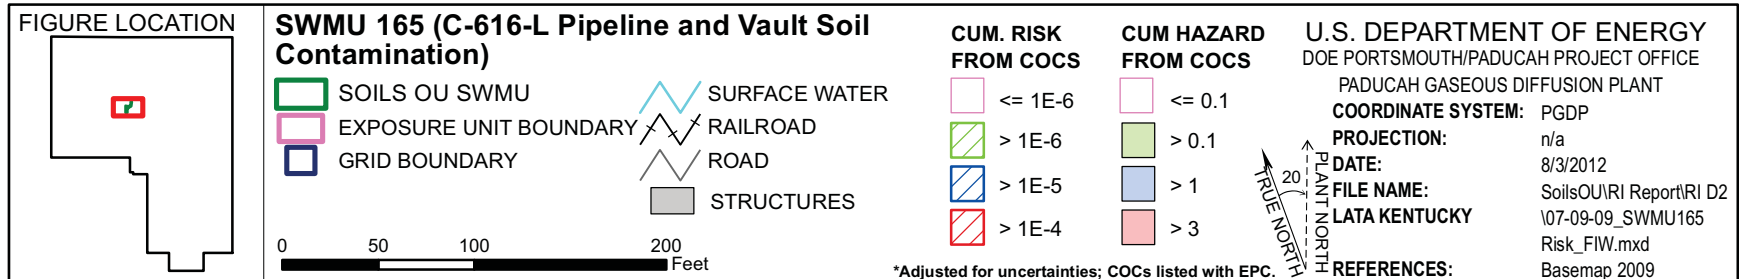 FIGURE LOCATION
SWMU 165 (C-616-L Pipeline and Vault Soil
Contamination)
SOILS OU SWMU
EXPOSURE UNIT BOUNDARY
GRID BOUNDARY
SURFACE WATER
RAILROAD
ROAD
STRUCTURES
0 50 100 200
Feet
CUM. RISK
FROM COCS
<= 1E-6
> 1E-6
> 1E-5
> 1E-4
CUM HAZARD
FROM COCS
<= 0.1
> 0.1
> 1
> 3
*Adjusted for uncertainties; COCs listed with EPC.
TRUE NORTH
20
PLANT NORTH
U.S. DEPARTMENT OF ENERGY
DOE PORTSMOUTH/PADUCAH PROJECT OFFICE
PADUCAH GASEOUS DIFFUSION PLANT
COORDINATE SYSTEM: PGDP
PROJECTION: n/a
DATE: 8/3/2012
FILE NAME: SoilsOU\RI Report\RI D2
LATA KENTUCKY \07-09-09_SWMU165
Risk_FIW.mxd
REFERENCES: Basemap 2009